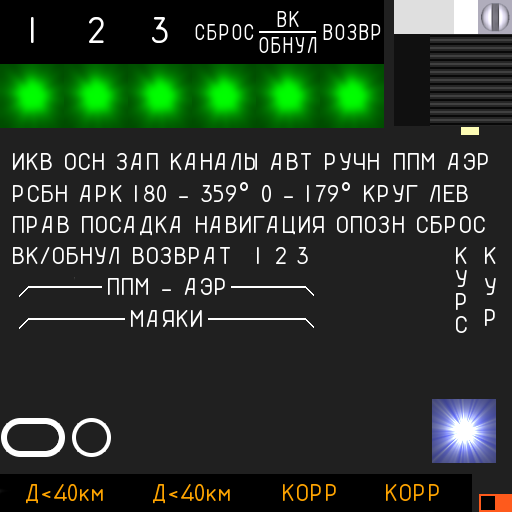 1 2 3 СБРОС ВК ВОЗВР
ОБНУЛ
ИКВ ОСН ЗАП КАНАЛЫ АВТ РУЧН ППМ АЭР
РСБН АРК 180 – 359° 0 – 179° КРУГ ЛЕВ
ПРАВ ПОСАДКА НАВИГАЦИЯ ОПОЗН СБРОС
ВК/ОБНУЛ ВОЗВРАТ 1 2 3
КУРС
КУР
ППМ – АЭР
МАЯКИ
Д<40км Д<40км КОРР КОРР